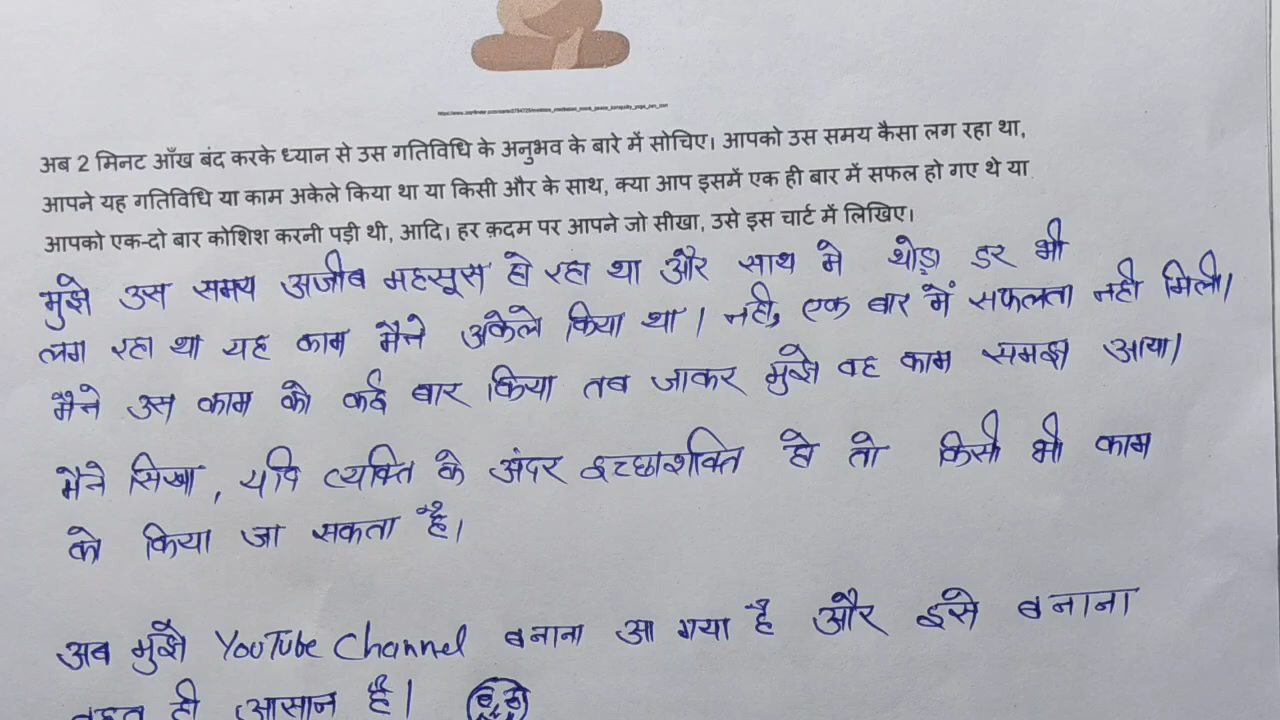 अब 2 मिनट आँख बंद करके ध्यान से उस गतिविधि के अनुभव के बारे में सोचिए। आपको उस समय कैसा लग रहा था,
आपने यह गतिविधि या काम अकेले किया था या किसी और के साथ, क्या आप इसमें एक ही बार में सफल हो गए थे या
आपको एक-दो बार कोशिश करनी पड़ी थी, आदि। हर क़दम पर आपने जो सीखा, उसे इस चार्ट में लिखिए।
मुझे उस समय अजीब महसूस हो रहा था और साथ मे थोड़ा डर भी
लग रहा था यह काम मैने अकेले किया था। नही, एक बार में सफलता नही मिली।
मैने उस काम को कई बार किया तब जाकर मुझे वह काम समझ आया।
मैने सिखा, यदि व्यक्ति के अंदर इच्छाशक्ति हो तो किसी भी काम
को किया जा सकता है।
अब मुझे YouTube Channel बनाना आ गया है और इसे बनाना
बहुत ही आसान है।